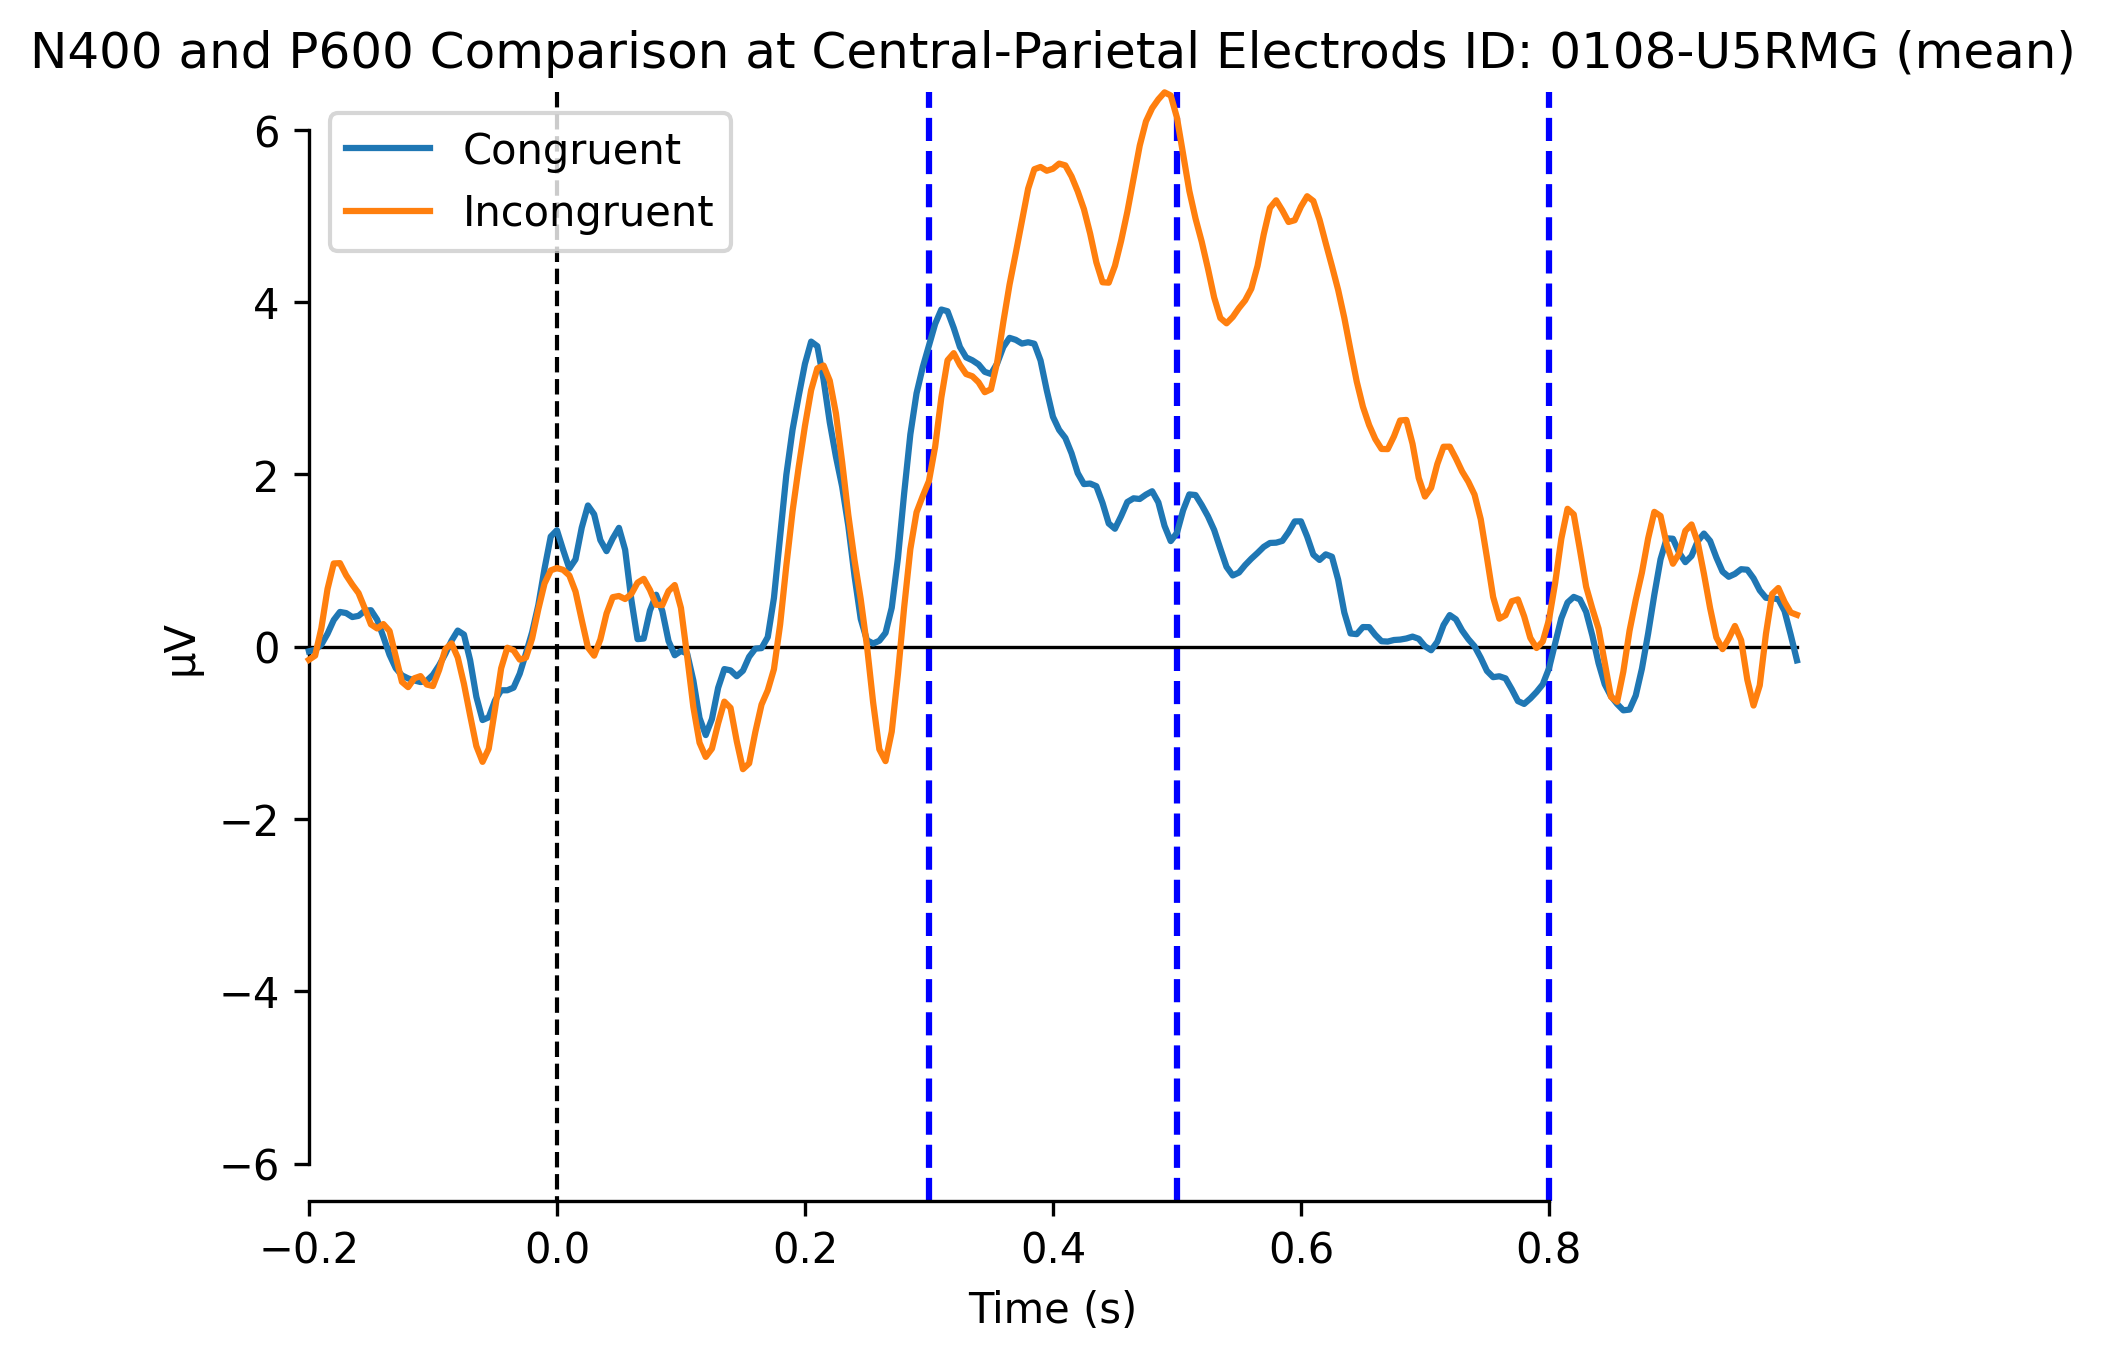 N400 and P600 Comparison at Central-Parietal Electrods ID: 0108-U5RMG (mean)
Congruent
Incongruent
6
4
2
0
−2
−4
−6
µV
−0.2 0.0 0.2 0.4 0.6 0.8
Time (s)